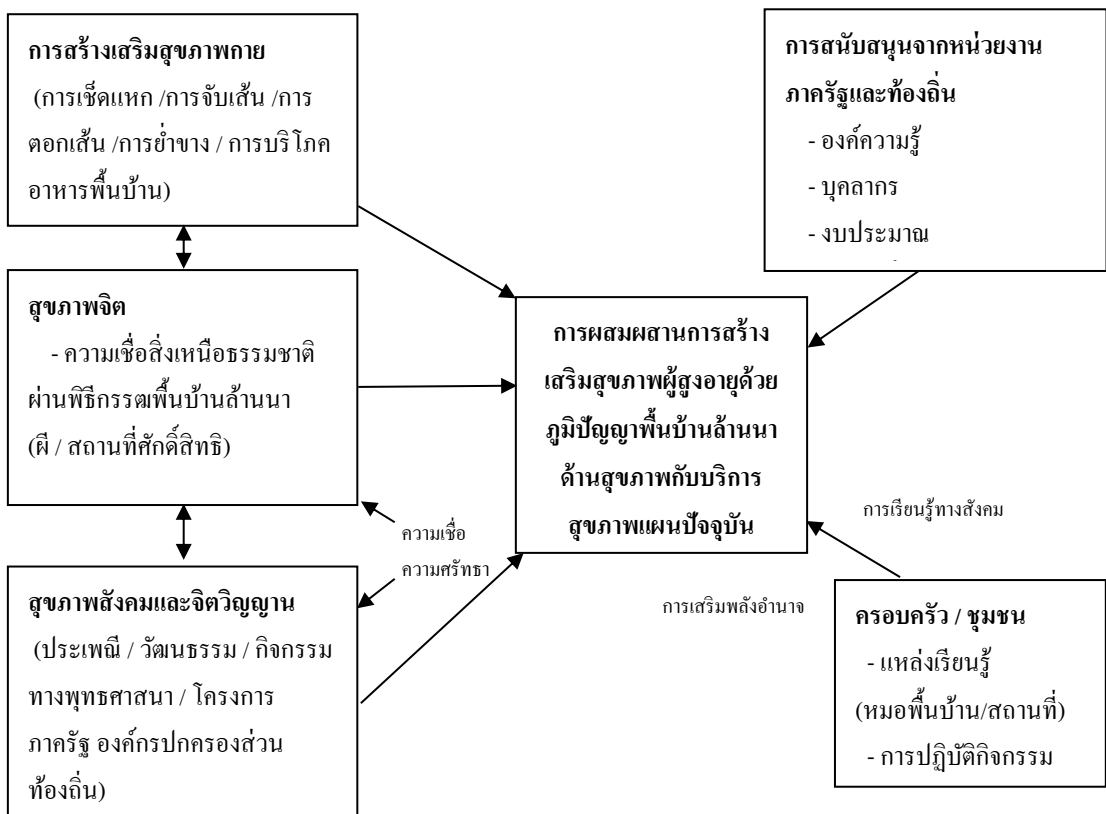 การสร้างเสริมสุขภาพกาย
(การเช็ดแหก /การจับเส้น /การ
ตอกเส้น /การย่ำขาง / การบริโภค
อาหารพื้นบ้าน)
สุขภาพจิต
- ความเชื่อสิ่งเหนือธรรมชาติ
ผ่านพิธีกรรฒพื้นบ้านล้านนา
(ผี / สถานที่ศักดิ์สิทธิ)
สุขภาพสังคมและจิตวิญญาน
(ประเพณี / วัฒนธรรม / กิจกรรม
ทางพุทธศาสนา / โครงการ
ภาครัฐ องค์กรปกครองส่วน
ท้องถิ่น)
ความเชื่อ
ความศรัทธา
การผสมผสานการสร้าง
เสริมสุขภาพผู้สูงอายุด้วย
ภูมิปัญญาพื้นบ้านล้านนา
ด้านสุขภาพกับบริการ
สุขภาพแผนปัจจุบัน
การสนับสนุนจากหน่วยงาน
ภาครัฐและท้องถิ่น
- องค์ความรู้
- บุคลากร
- งบประมาณ
การเรียนรู้ทางสังคม
การเสริมพลังอำนาจ
ครอบครัว / ชุมชน
- แหล่งเรียนรู้
(หมอพื้นบ้าน/สถานที่)
- การปฏิบัติกิจกรรม